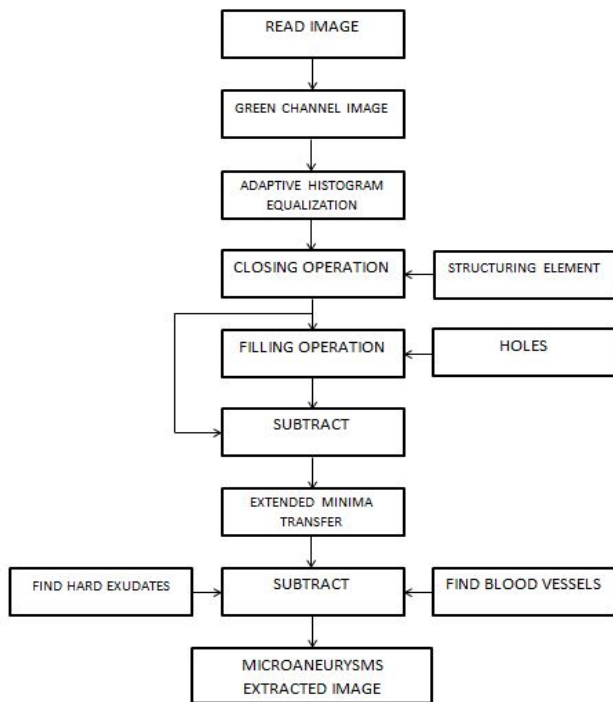 READ IMAGE
GREEN CHANNEL IMAGE
ADAPTIVE HISTOGRAM
EQUALIZATION
CLOSING OPERATION
STRUCTURING ELEMENT
FILLING OPERATION
HOLES
SUBTRACT
EXTENDED MINIMA
TRANSFER
FIND HARD EXUDATES
SUBTRACT
FIND BLOOD VESSELS
MICROANEURYSMS
EXTRACTED IMAGE